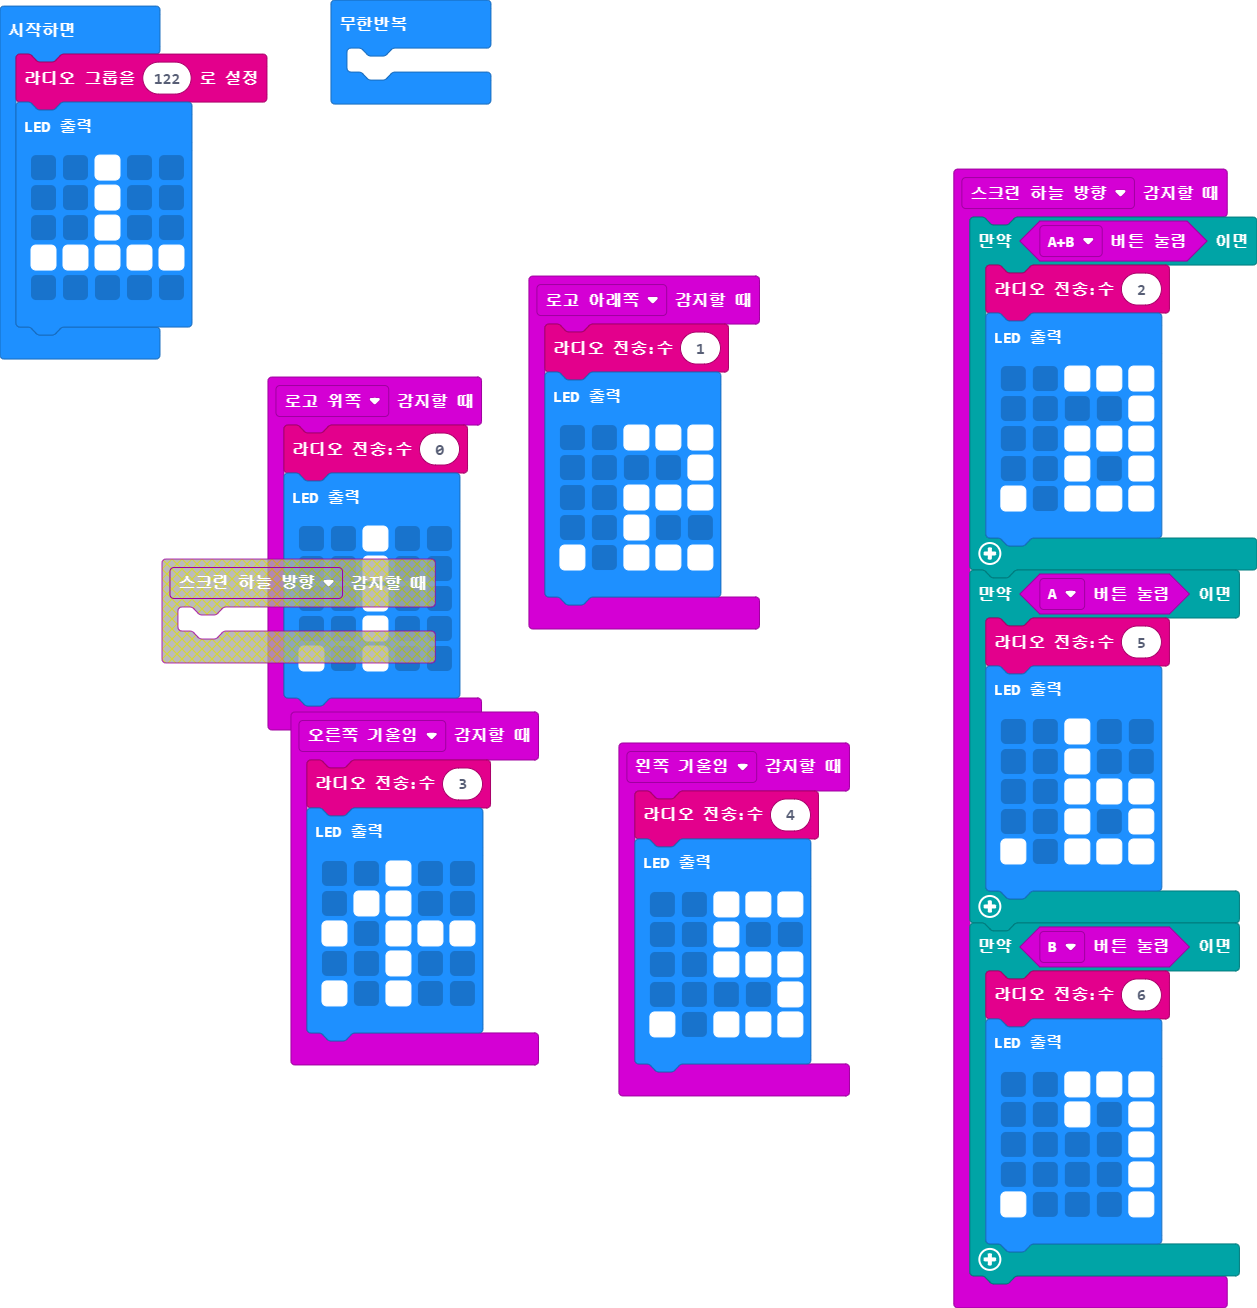 시작하면
라디오 그룹을 122 로 설정
LED 출력
무한반복
로고 위쪽 감지할 때
라디오 전송:수 0
LED 출력
스크린 하늘 방향 감지할 때
로고 아래쪽 감지할 때
라디오 전송:수 1
LED 출력
오른쪽 기울임 감지할 때
라디오 전송:수 3
LED 출력
왼쪽 기울임 감지할 때
라디오 전송:수 4
LED 출력
스크린 하늘 방향 감지할 때
만약 A+B 버튼 눌림 이면
라디오 전송:수 2
LED 출력
만약 A 버튼 눌림 이면
라디오 전송:수 5
LED 출력
만약 B 버튼 눌림 이면
라디오 전송:수 6
LED 출력